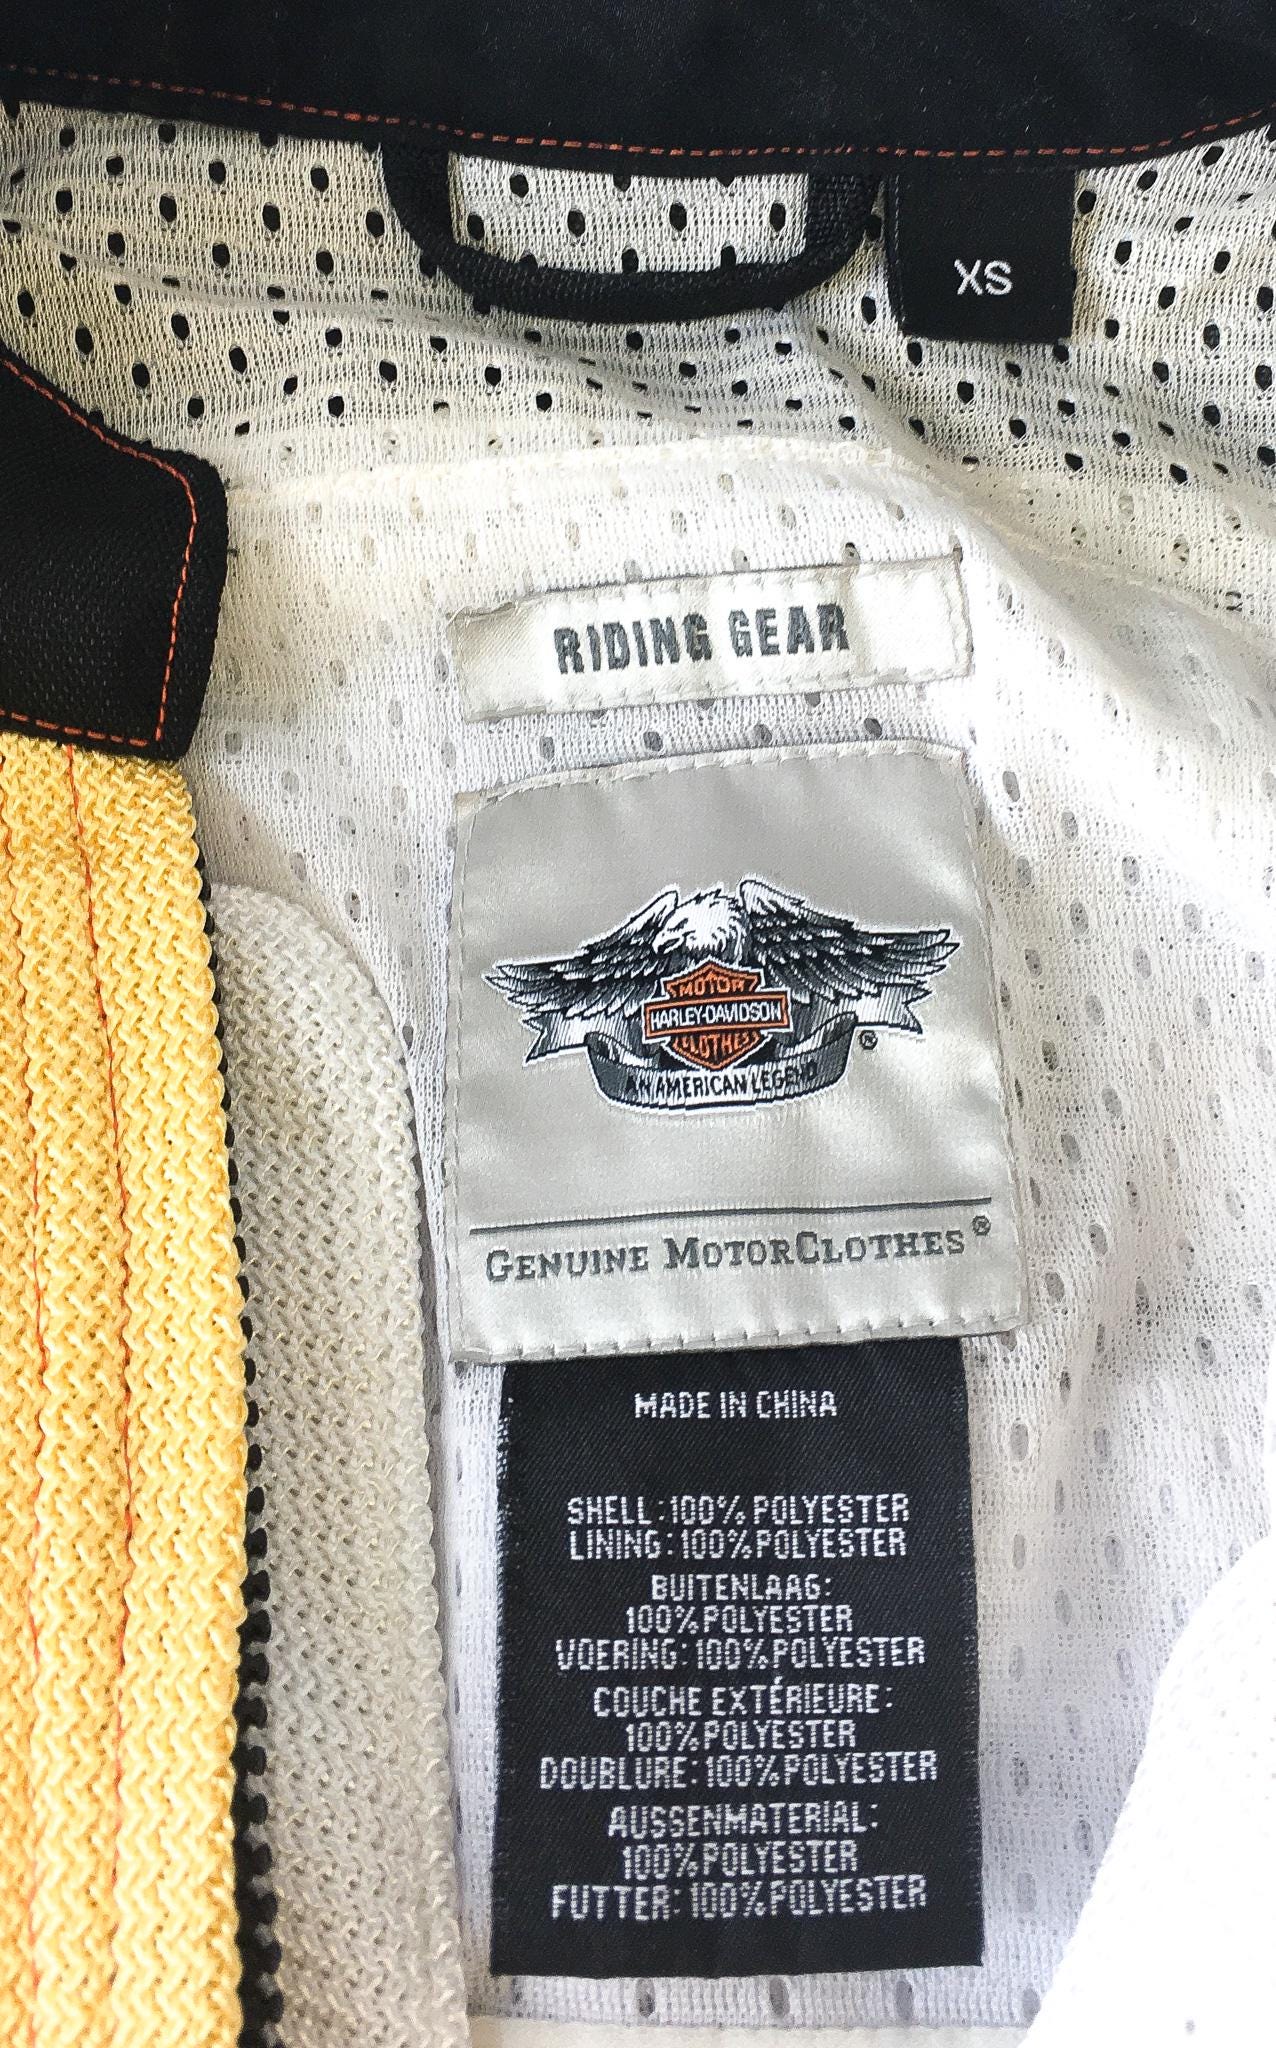 XS
RIDING GEAR
MOTOR
HARLEY-DAVIDSON
CLOTHES
®
AN AMERICAN LEGEND
GENUINE MOTORCLOTHES®
MADE IN CHINA
SHELL:100% POLYESTER
LINING:100%POLYESTER
BUITENLAAG:
100%POLYESTER
VOERING:100%POLYESTER
COUCHE EXTÉRIEURE:
100%POLYESTER
DOUBLURE:100%POLYESTER
AUSSENMATERIAL:
100%POLYESTER
FUTTER:100%POLYESTER